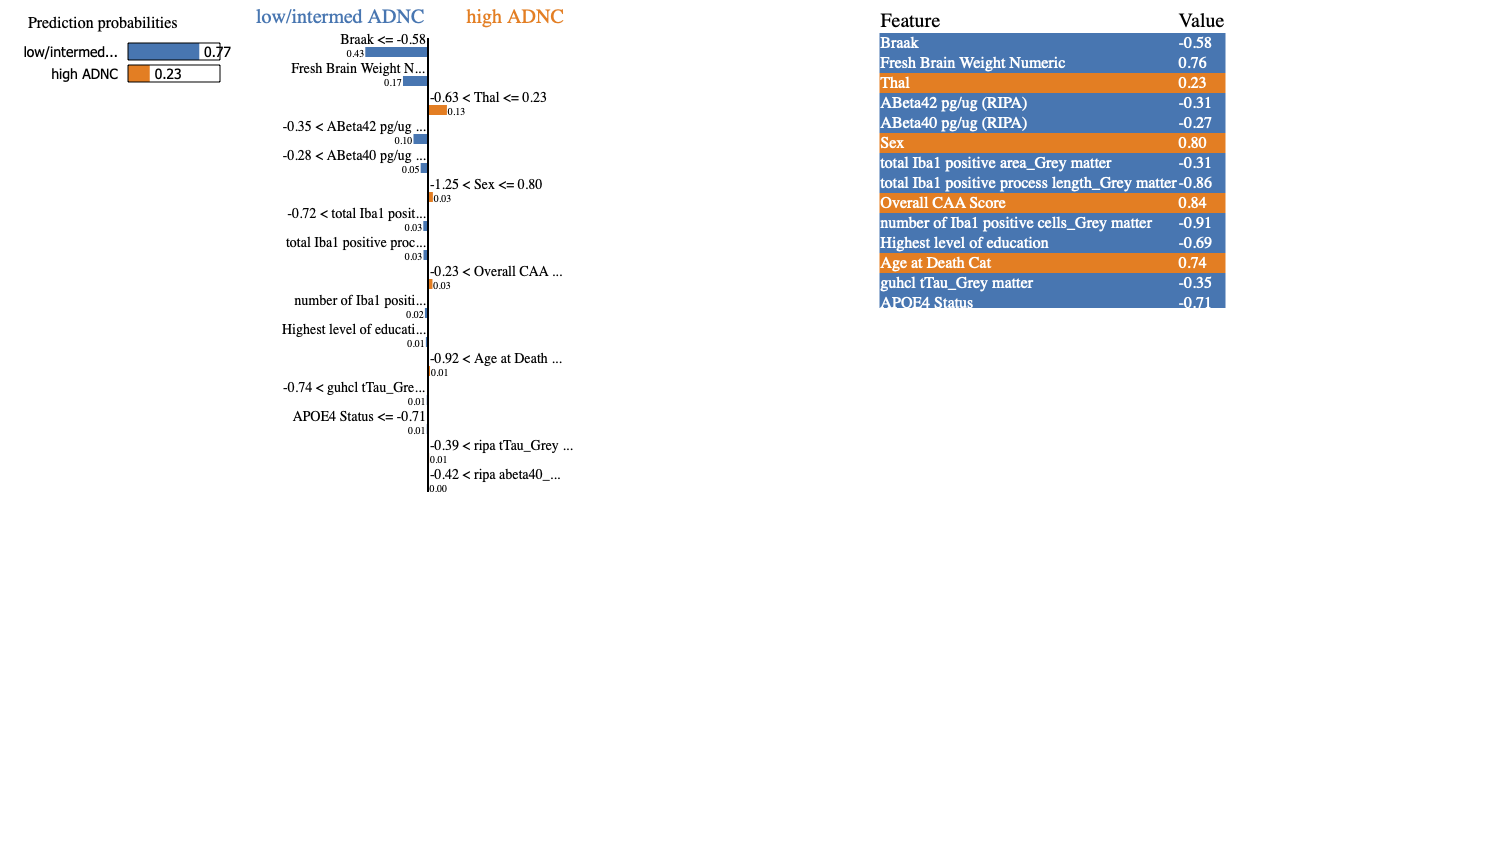 Prediction probabilities
low/intermed... 0.77
high ADNC 0.23
low/intermed ADNC high ADNC
Braak <= -0.58
0.43
Fresh Brain Weight N...
0.17
-0.63 < Thal <= 0.23
0.13
-0.35 < ABeta42 pg/ug ...
0.10
-0.28 < ABeta40 pg/ug ...
0.05
-1.25 < Sex <= 0.80
0.03
-0.72 < total Iba1 posit...
0.03
total Iba1 positive proc...
0.03
-0.23 < Overall CAA ...
0.03
number of Iba1 positi...
0.02
Highest level of educati...
0.01
-0.92 < Age at Death ...
0.01
-0.74 < guhcl tTau_Gre...
0.01
APOE4 Status <= -0.71
0.01
-0.39 < ripa tTau_Grey ...
0.01
-0.42 < ripa abeta40_...
0.00
Feature Value
Braak -0.58
Fresh Brain Weight Numeric 0.76
Thal 0.23
ABeta42 pg/ug (RIPA) -0.31
ABeta40 pg/ug (RIPA) -0.27
Sex 0.80
total Iba1 positive area_Grey matter -0.31
total Iba1 positive process length_Grey matter -0.86
Overall CAA Score 0.84
number of Iba1 positive cells_Grey matter -0.91
Highest level of education -0.69
Age at Death Cat 0.74
guhcl tTau_Grey matter -0.35
APOE4 Status -0.71